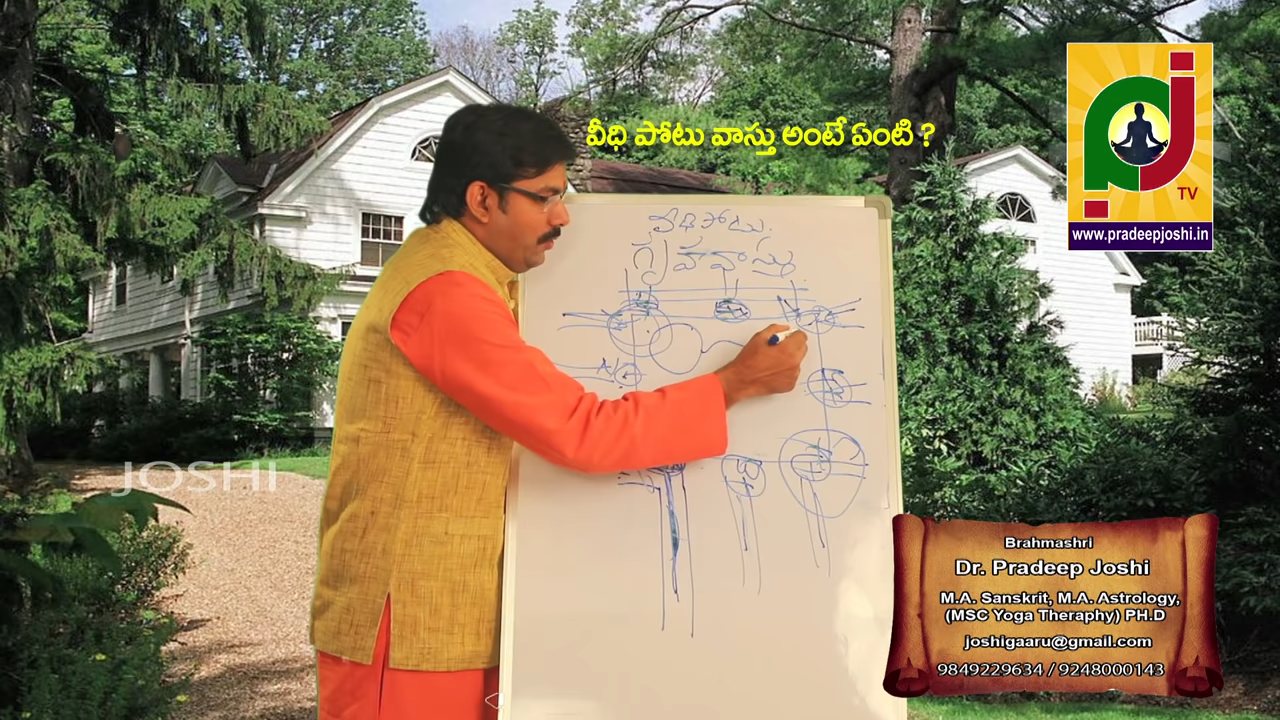 వీధి పోటు వాస్తు అంటే ఏంటి ?
TV
www.pradeepjoshi.in
వీధిపోటు.
గృహవాస్తు
JOSHI
Brahmashri
Dr. Pradeep Joshi
M.A. Sanskrit, M.A. Astrology,
(MSC Yoga Theraphy) PH.D
joshigaaru@gmail.com
9849229634 / 9248000143